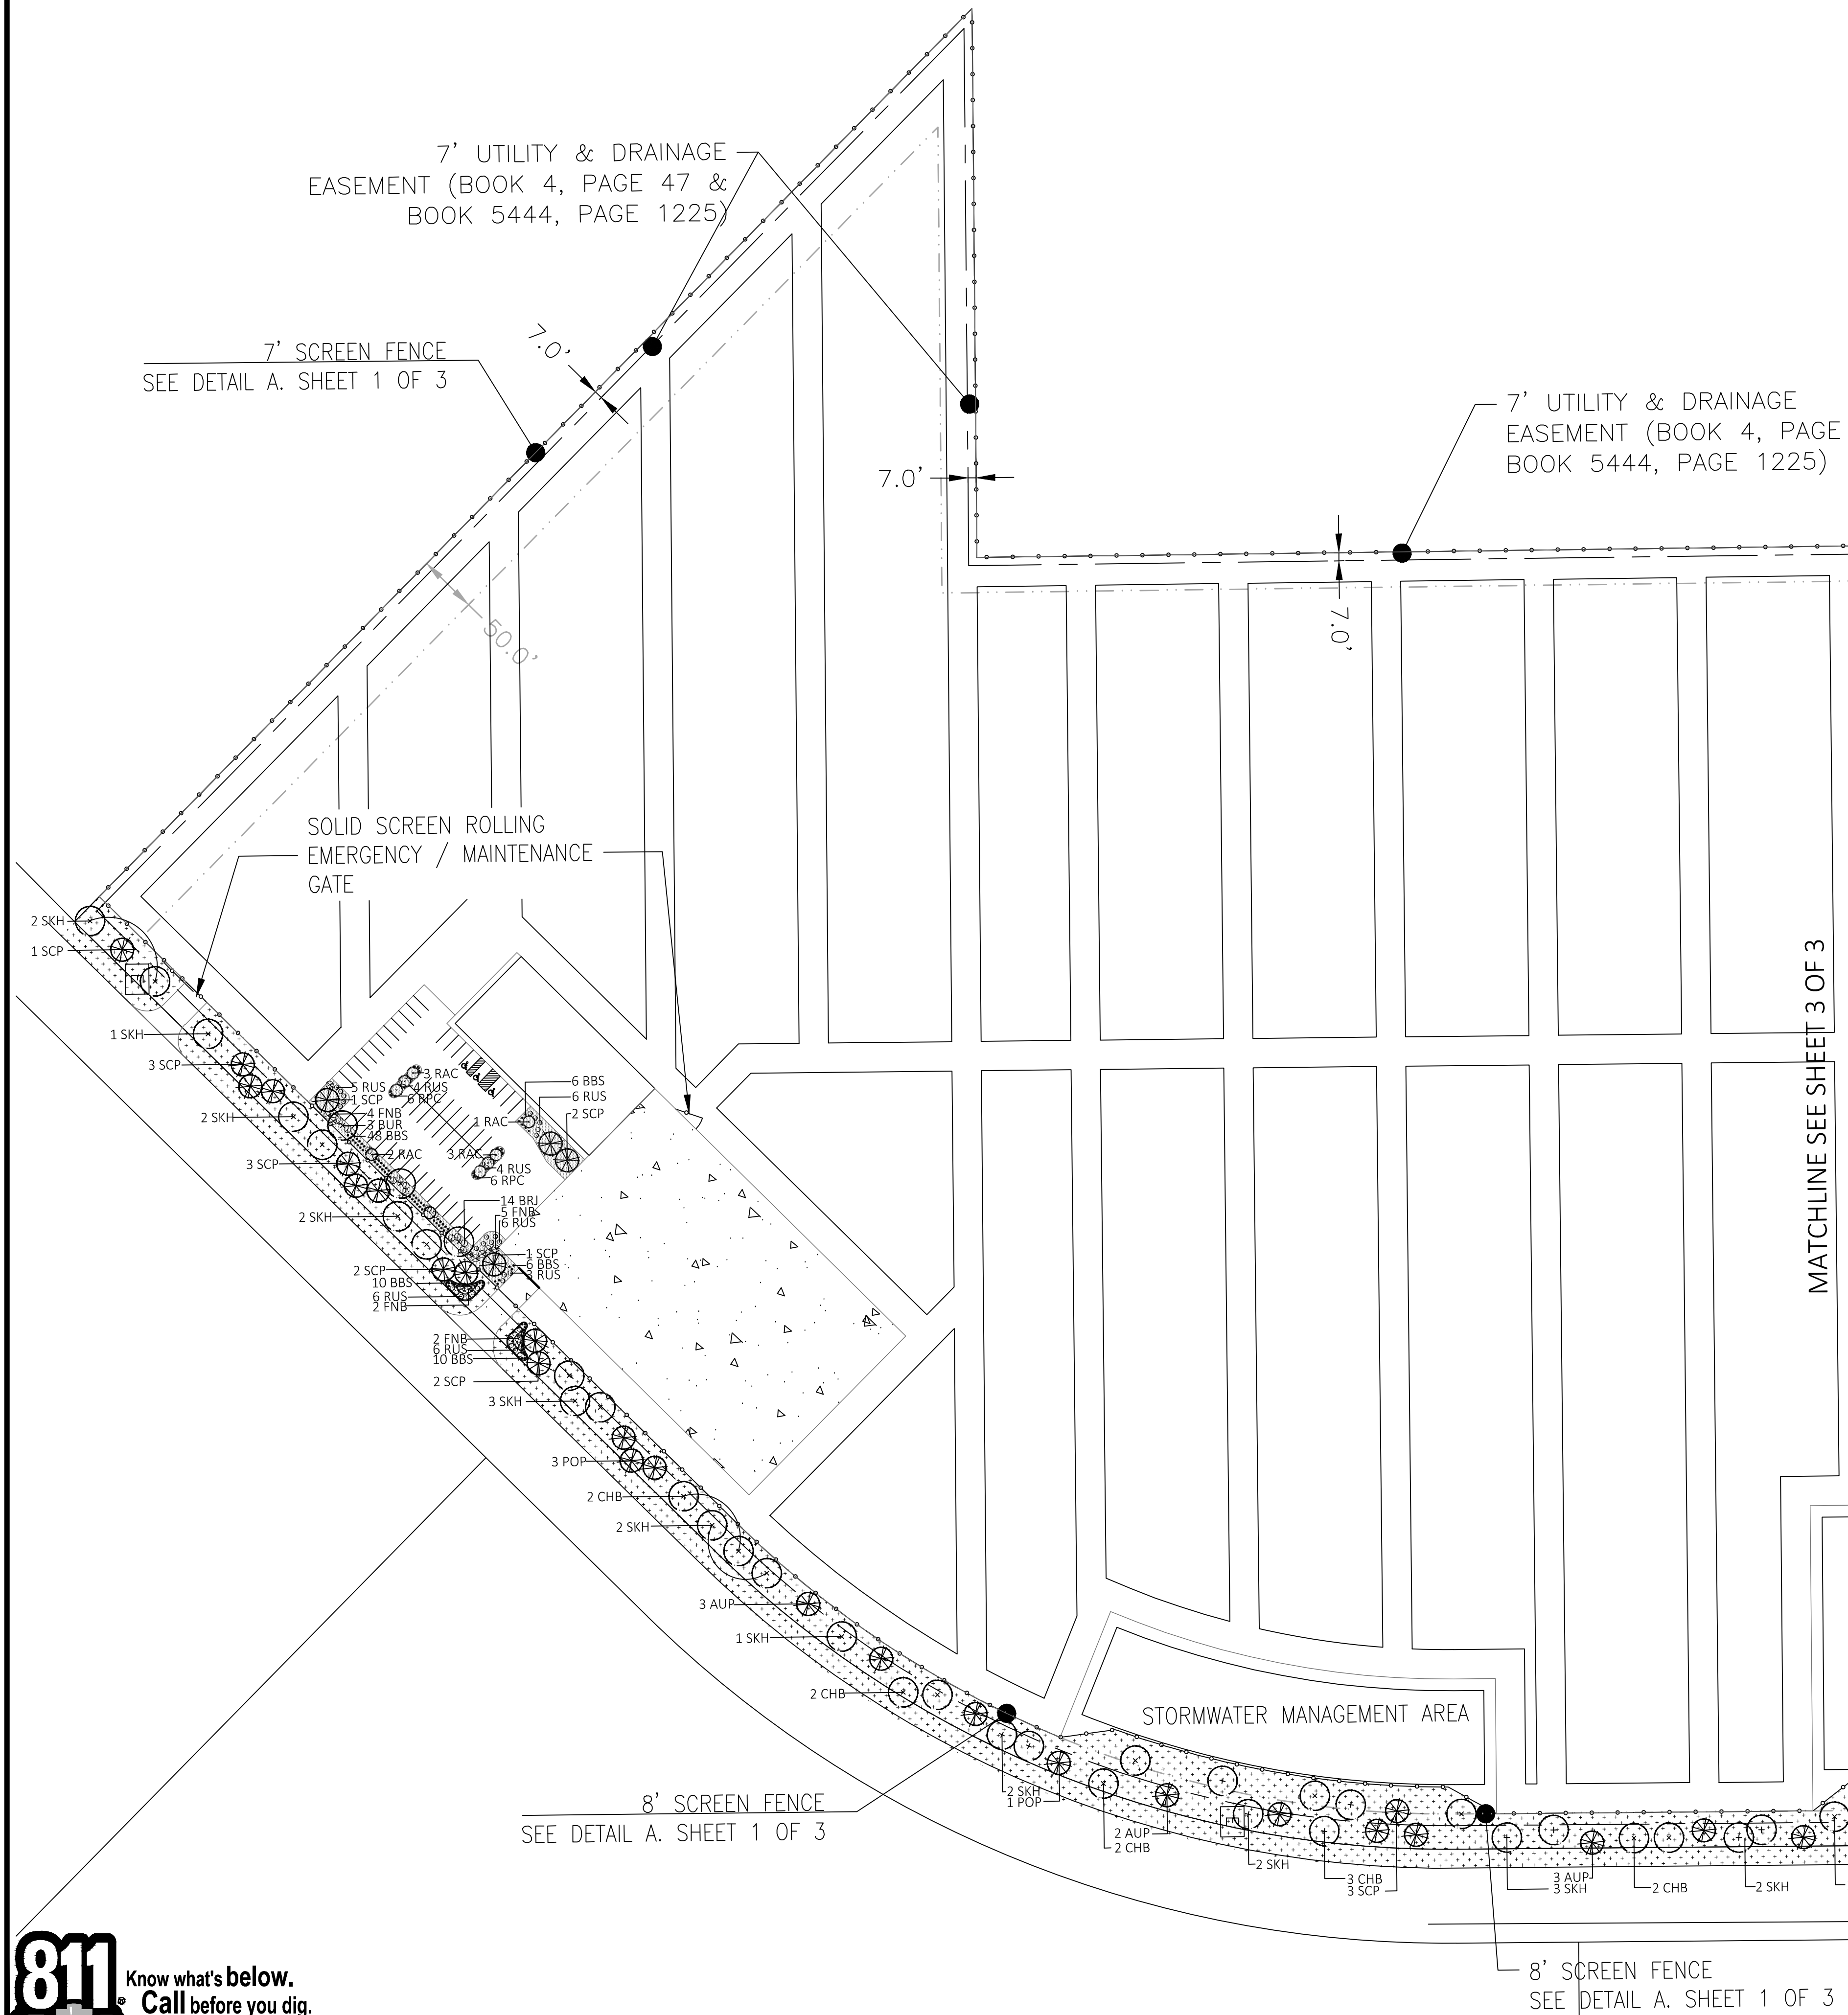 7' UTILITY & DRAINAGE
EASEMENT (BOOK 4, PAGE 47 &
BOOK 5444, PAGE 1225)
7' SCREEN FENCE
SEE DETAIL A. SHEET 1 OF 3
7.0'
7.0'
7' UTILITY & DRAINAGE
EASEMENT (BOOK 4, PAGE
BOOK 5444, PAGE 1225)
7.0'
50.0'
SOLID SCREEN ROLLING
EMERGENCY / MAINTENANCE
GATE
MATCHLINE SEE SHEET 3 OF 3
2 SKH
1 SCP
1 SKH
3 SCP
2 SKH
3 SCP
2 SKH
5 RUS
1 SCP
4 FNB
3 BUR
48 BBS
2 RAC
3 RAC
4 RUS
6 RPC
6 BBS
6 RUS
2 SCP
1 RAC
3 RAC
4 RUS
6 RPC
14 BRJ
5 FNB
6 RUS
1 SCP
6 BBS
3 RUS
2 SCP
10 BBS
6 RUS
2 FNB
2 FNB
6 RUS
10 BBS
2 SCP
3 SKH
3 POP
2 CHB
2 SKH
3 AUP
1 SKH
2 CHB
STORMWATER MANAGEMENT AREA
2 SKH
1 POP
2 AUP
2 CHB
2 SKH
3 CHB
3 SCP
3 AUP
3 SKH
2 CHB
2 SKH
8' SCREEN FENCE
SEE DETAIL A. SHEET 1 OF 3
8' SCREEN FENCE
SEE DETAIL A. SHEET 1 OF 3
811
Know what's below.
Call before you dig.